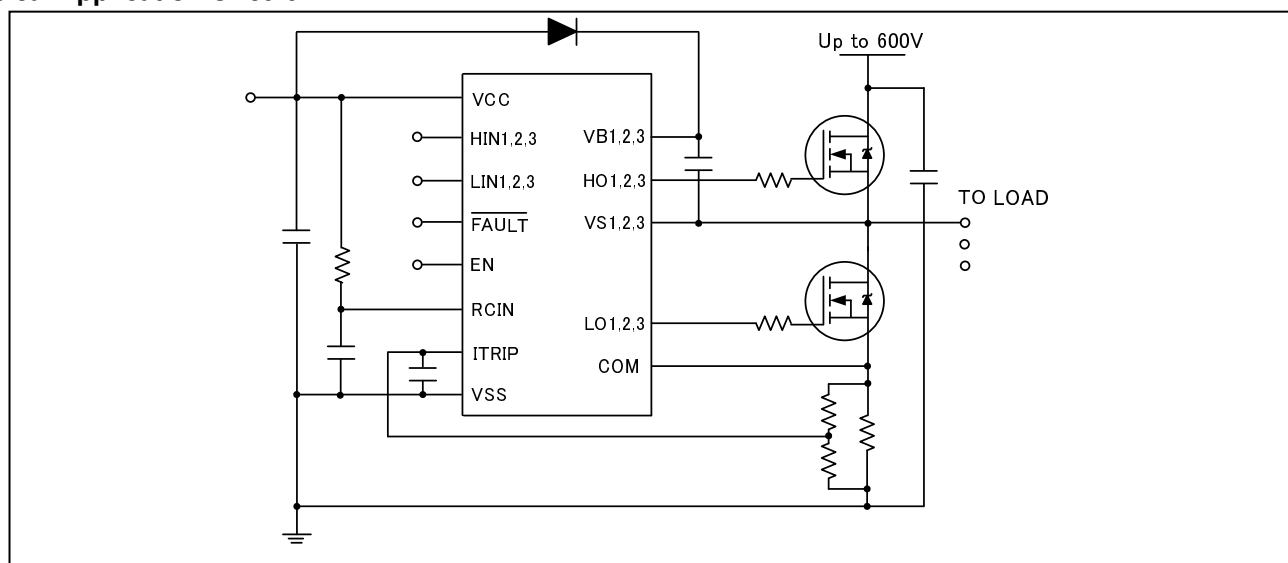 Up to 600V
VCC
HIN1,2,3
LIN1,2,3
FAULT
EN
RCIN
ITRIP
VSS
VB1,2,3
HO1,2,3
VS1,2,3
LO1,2,3
COM
TO LOAD